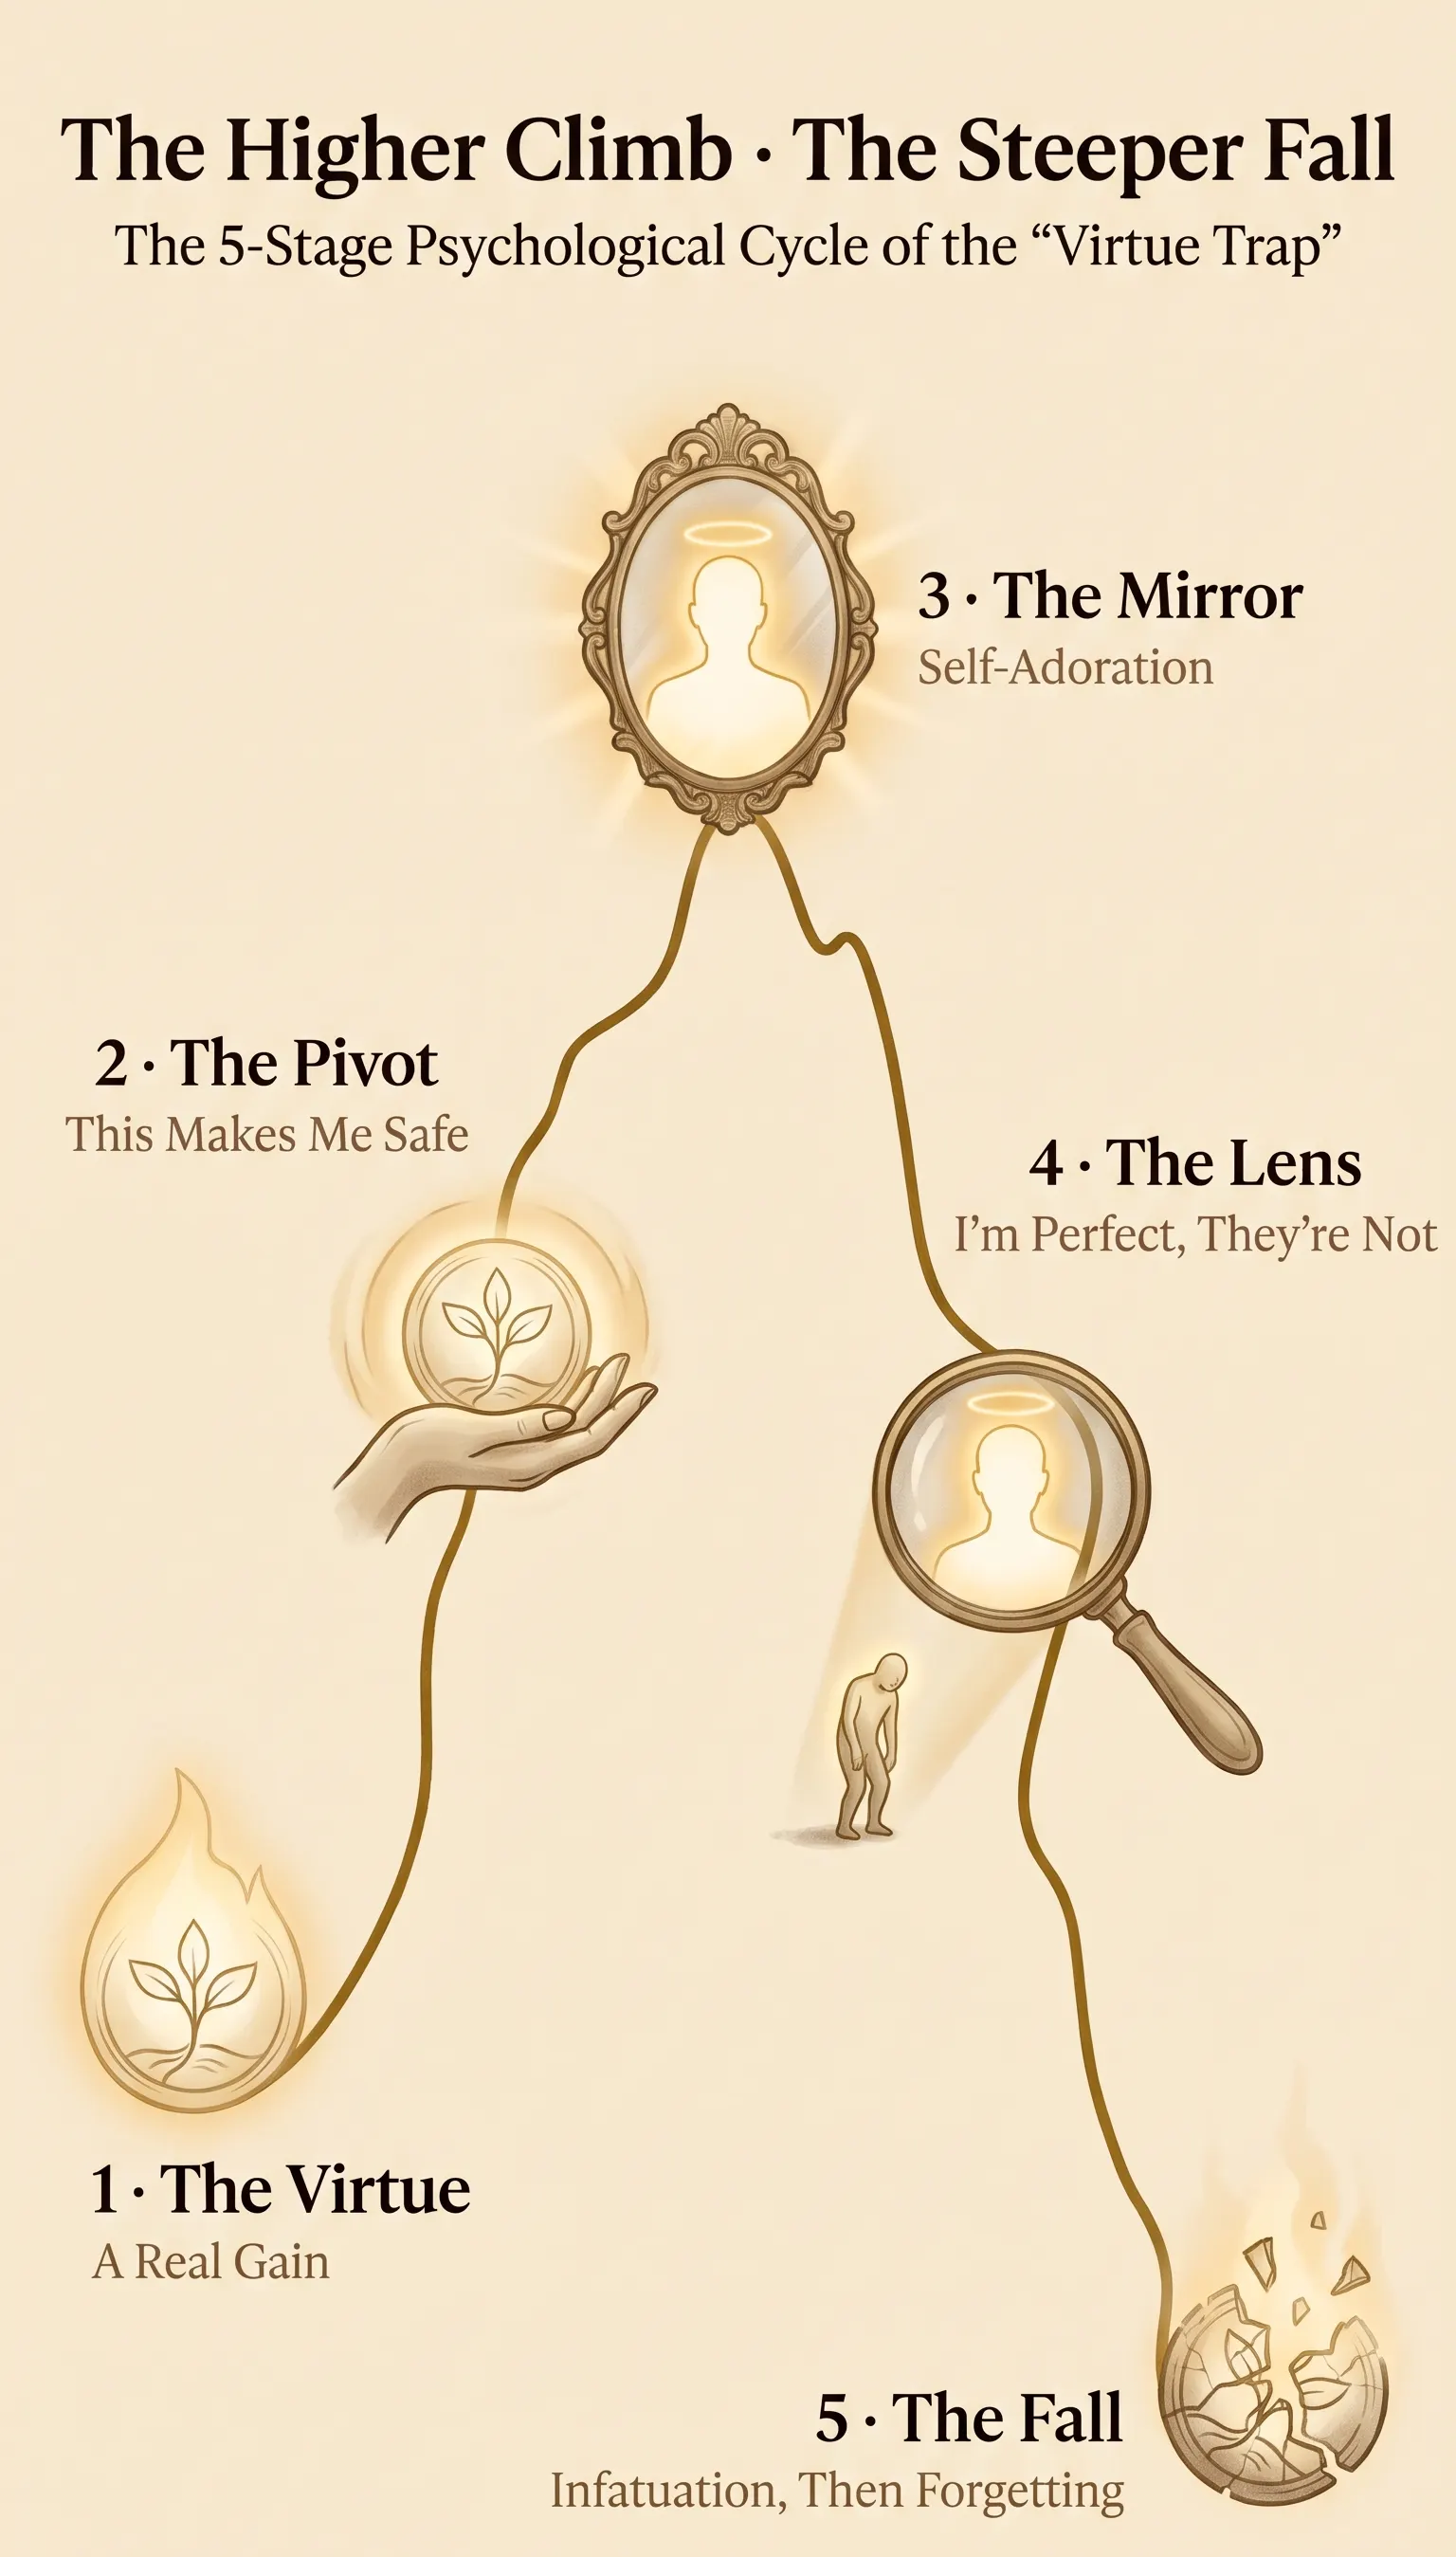 The Higher Climb · The Steeper Fall
The 5-Stage Psychological Cycle of the “Virtue Trap”
3 · The Mirror
Self-Adoration
2 · The Pivot
This Makes Me Safe
4 · The Lens
I’m Perfect, They’re Not
1 · The Virtue
A Real Gain
5 · The Fall
Infatuation, Then Forgetting